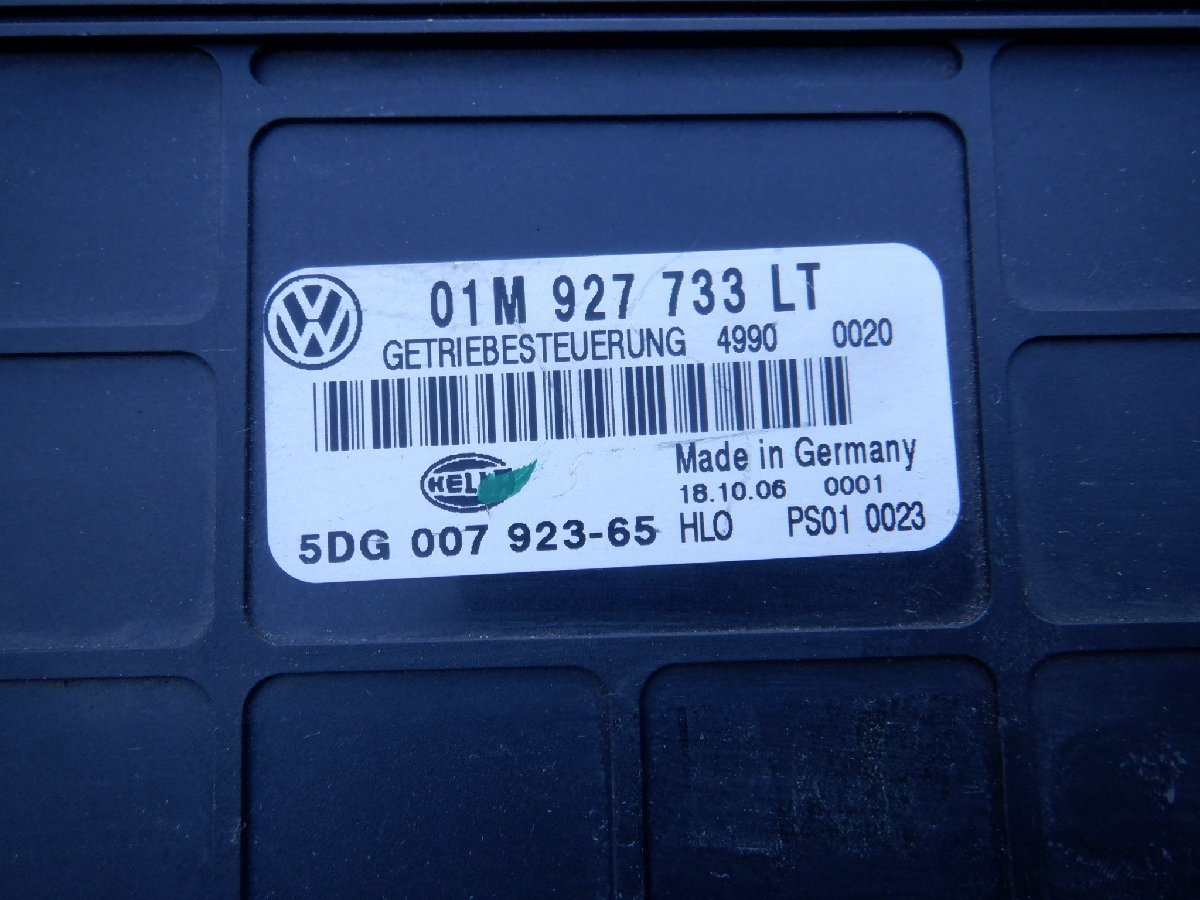 01M 927 733 LT
GETRIEBESTEUERUNG 4990 0020
Made in Germany
18.10.06 0001
5DG 007 923-65 HLO PS01 0023